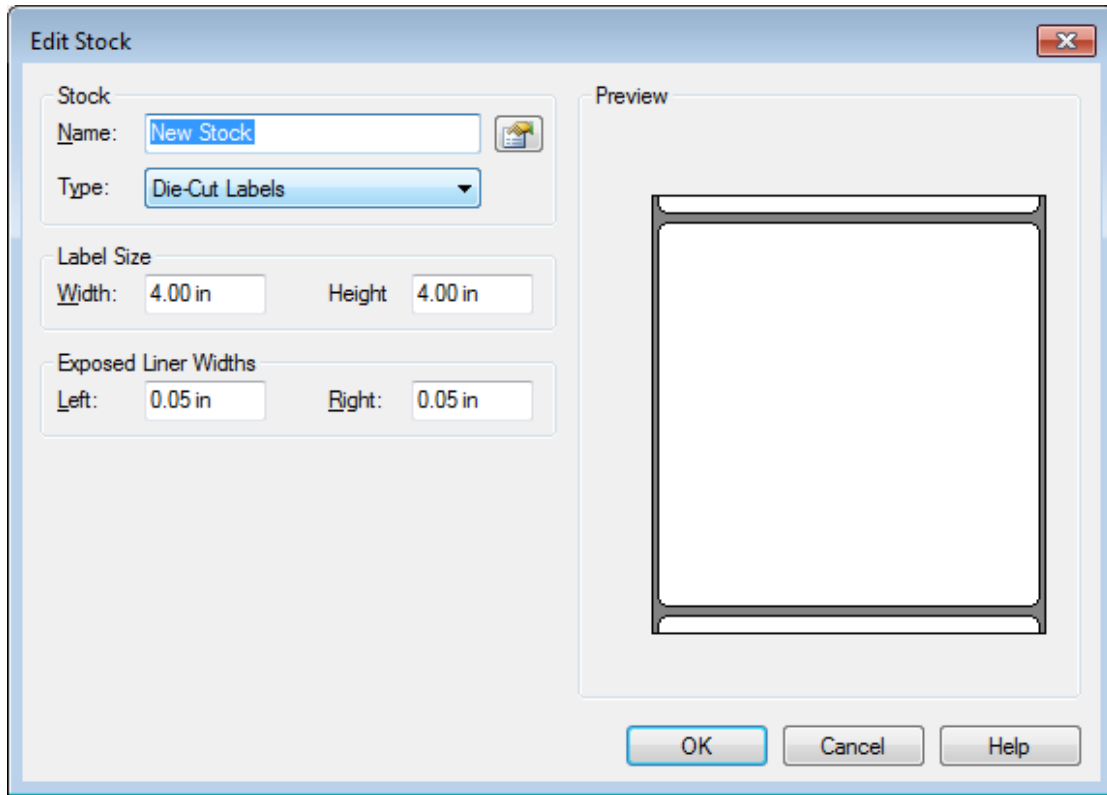 Edit Stock
Stock
Name: New Stock
Type: Die-Cut Labels
Label Size
Width: 4.00 in Height 4.00 in
Exposed Liner Widths
Left: 0.05 in Right: 0.05 in
Preview
OK Cancel Help